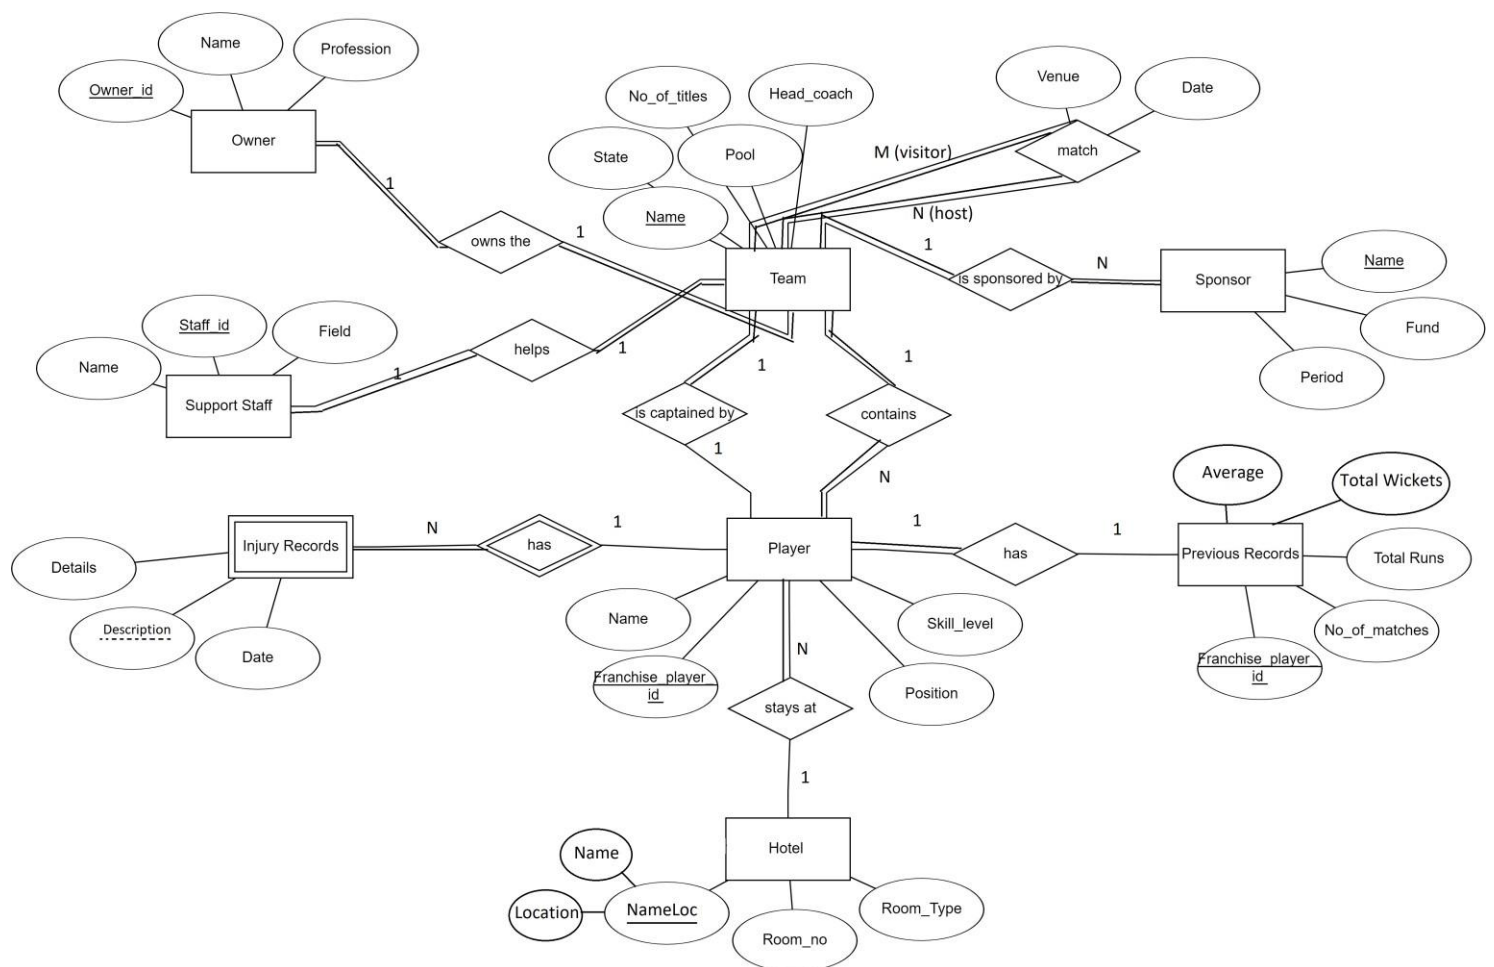 Name
Profession
Owner_id
Owner
No_of_titles
Head_coach
Venue
Date
State
Pool
M (visitor)
match
1
Name
N (host)
owns the
1
1
Team
is sponsored by
N
Sponsor
Name
Fund
Period
Staff_id
Field
Name
helps
1
1
Support Staff
1
1
is captained by
contains
1
N
Average
Total Wickets
Injury Records
N
has
1
Player
1
has
1
Previous Records
Total Runs
Details
Description
Date
Name
Skill_level
No_of_matches
Franchise_player_
id
N
Position
Franchise_player_
id
stays at
1
Hotel
Name
Location
NameLoc
Room_Type
Room_no